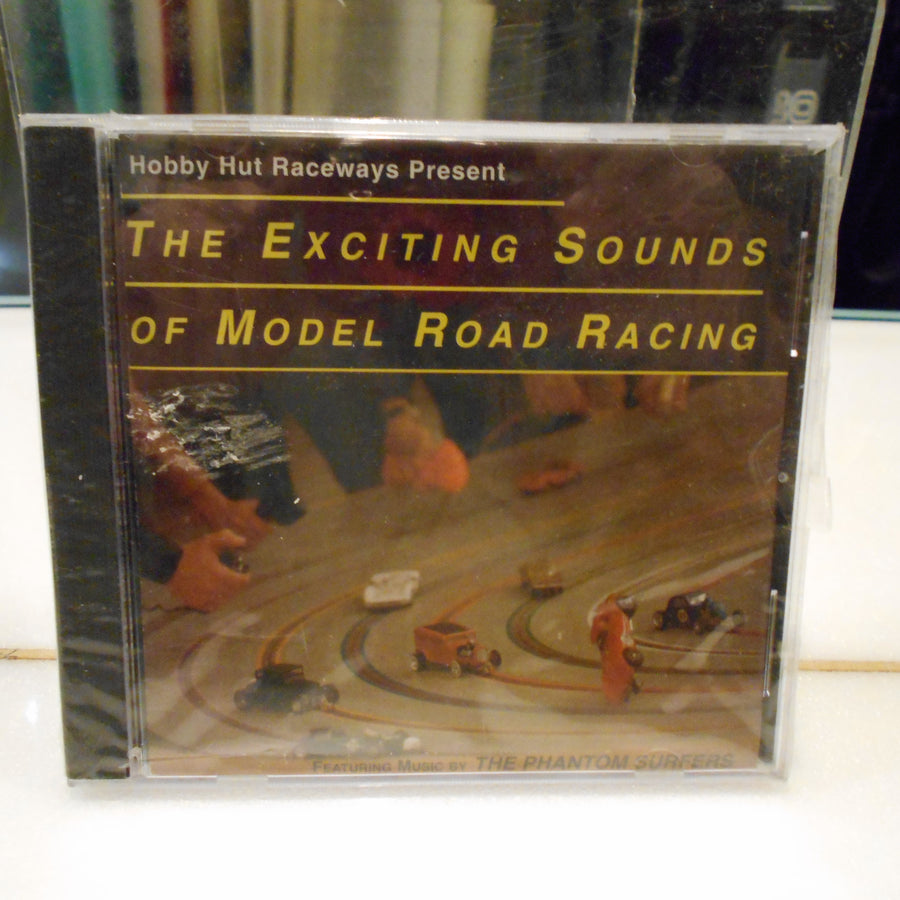 Hobby Hut Raceways Present
THE EXCITING SOUNDS
OF MODEL ROAD RACING
FEATURING MUSIC BY THE PHANTOM SURFERS